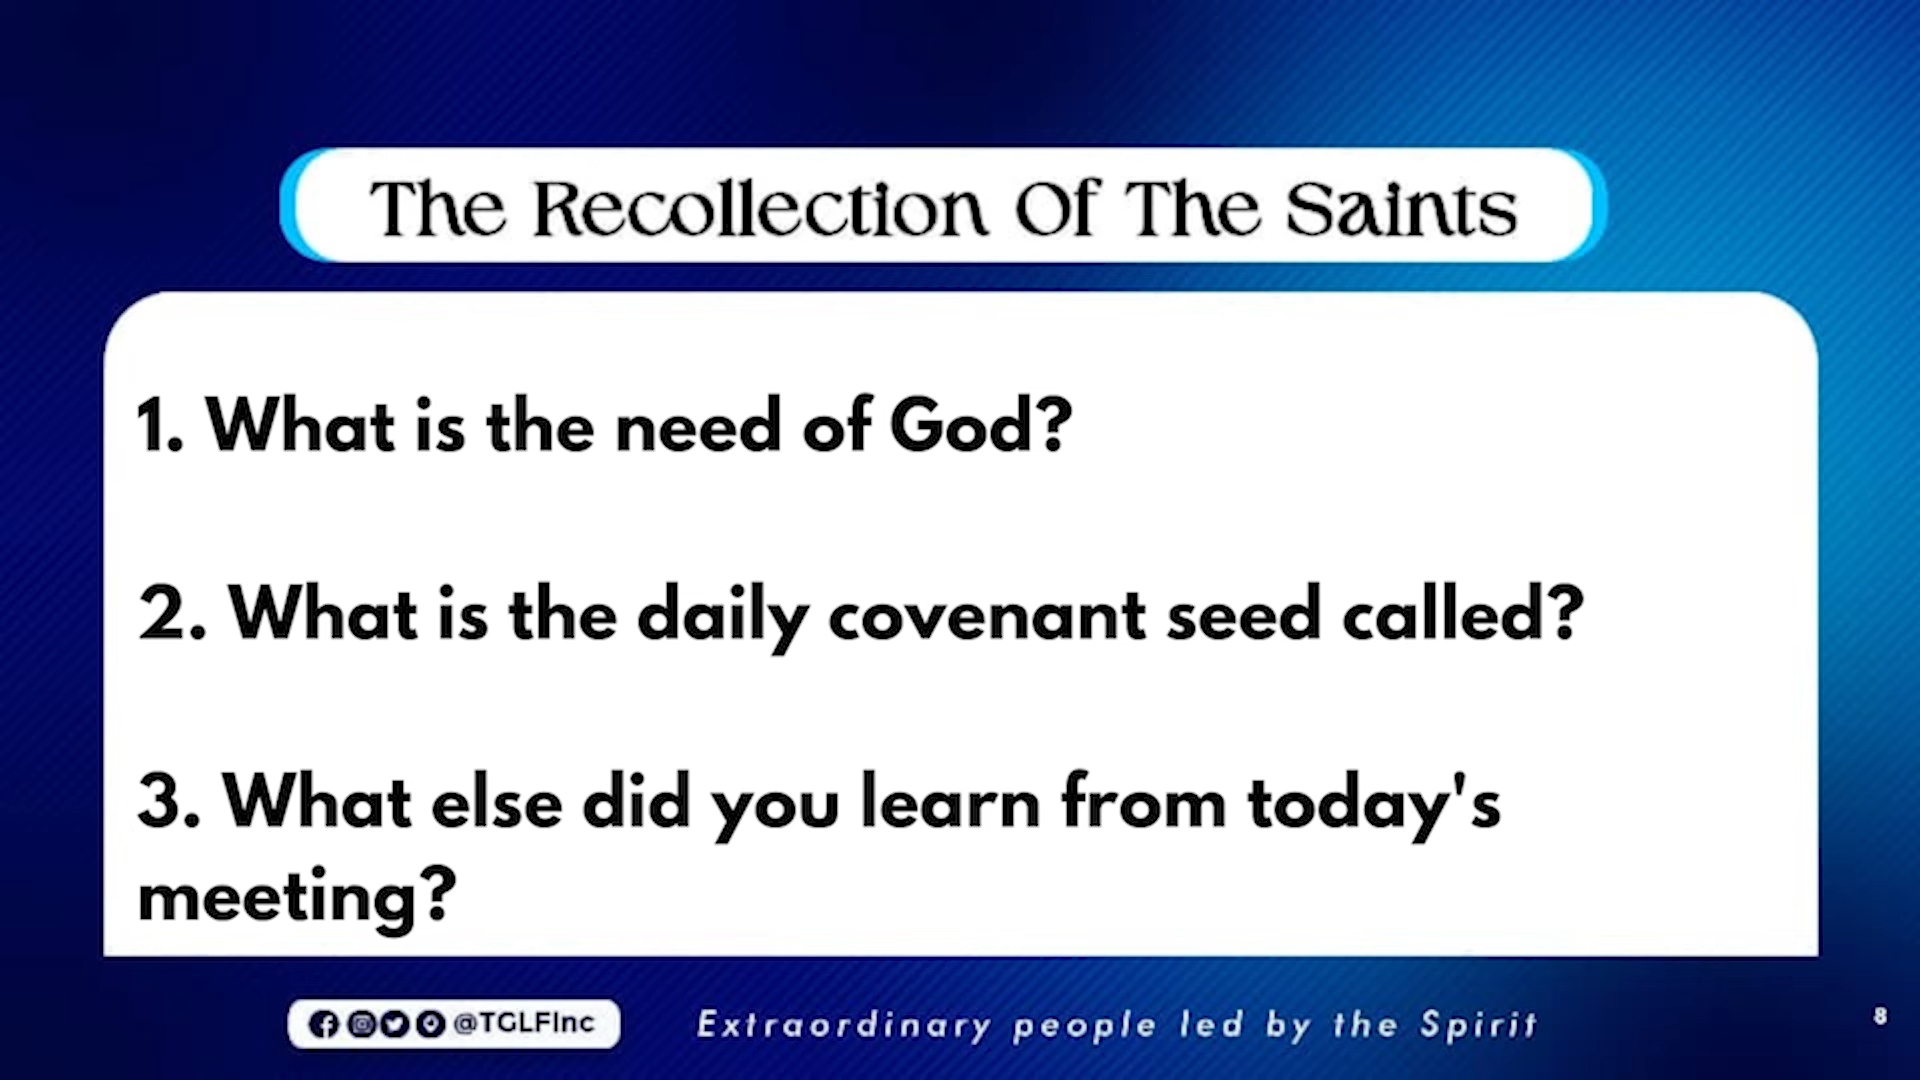 The Recollection Of The Saints
1. What is the need of God?
2. What is the daily covenant seed called?
3. What else did you learn from today's
meeting?
@TGLFInc
Extraordinary people led by the Spirit
8